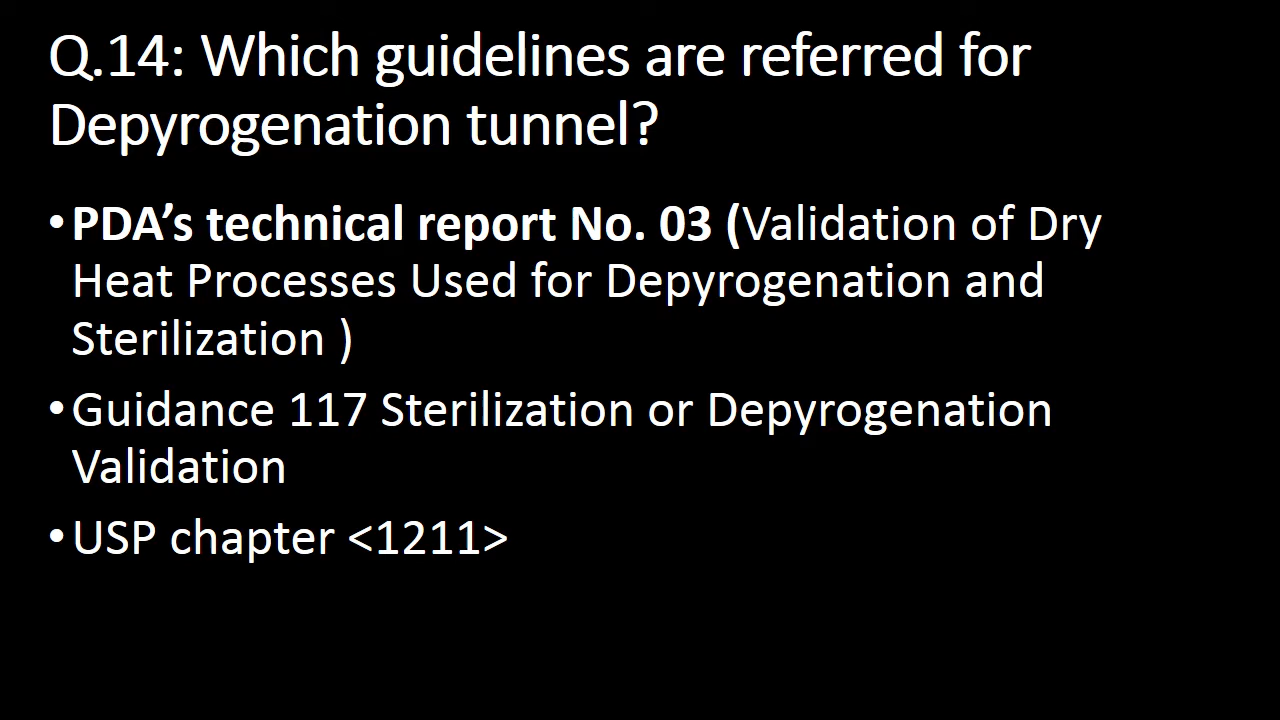 Q.14: Which guidelines are referred for
Depyrogenation tunnel?
•PDA’s technical report No. 03 (Validation of Dry
Heat Processes Used for Depyrogenation and
Sterilization )
•Guidance 117 Sterilization or Depyrogenation
Validation
•USP chapter <1211>